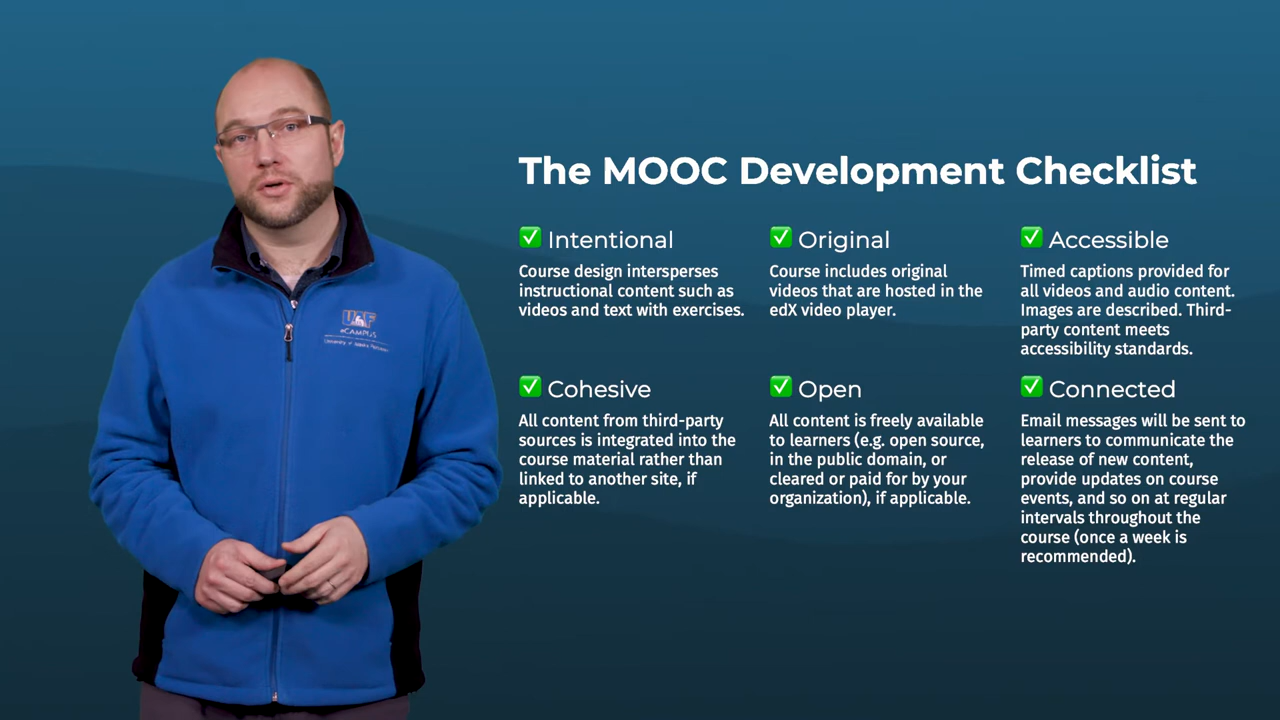 The MOOC Development Checklist
✅ Intentional
Course design intersperses
instructional content such as
videos and text with exercises.
✅ Original
Course includes original
videos that are hosted in the
edX video player.
✅ Accessible
Timed captions provided for
all videos and audio content.
Images are described. Third-
party content meets
accessibility standards.
✅ Cohesive
All content from third-party
sources is integrated into the
course material rather than
linked to another site, if
applicable.
✅ Open
All content is freely available
to learners (e.g. open source,
in the public domain, or
cleared or paid for by your
organization), if applicable.
✅ Connected
Email messages will be sent to
learners to communicate the
release of new content,
provide updates on course
events, and so on at regular
intervals throughout the
course (once a week is
recommended).
UAF
eCAMPUS
University of Alaska